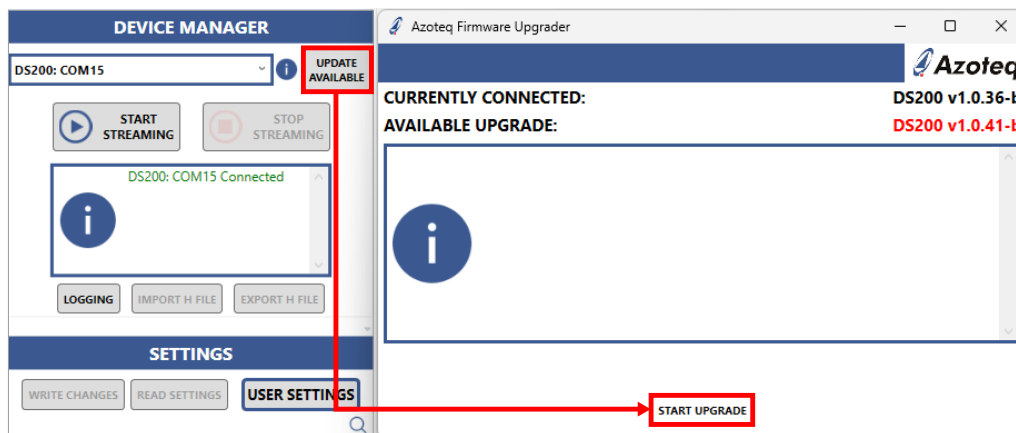 DEVICE MANAGER
DS200: COM15
UPDATE
AVAILABLE
START
STREAMING
STOP
STREAMING
DS200: COM15 Connected
LOGGING
IMPORT H FILE
EXPORT H FILE
SETTINGS
WRITE CHANGES
READ SETTINGS
USER SETTINGS
Azoteq Firmware Upgrader
Azoteq
CURRENTLY CONNECTED:
DS200 v1.0.36-b
AVAILABLE UPGRADE:
DS200 v1.0.41-b
START UPGRADE